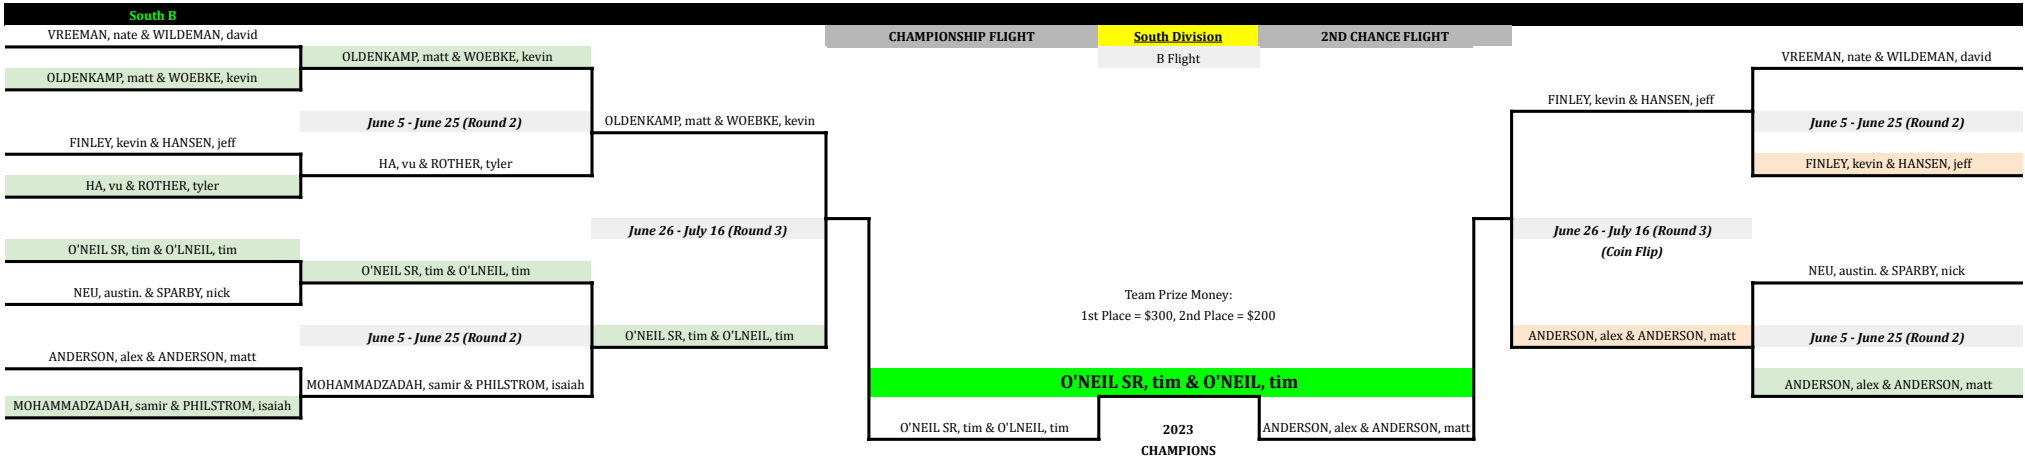 South B
VREEMAN, nate & WILDEMAN, david
CHAMPIONSHIP FLIGHT South Division 2ND CHANCE FLIGHT
OLDENKAMP, matt & WOEBKE, kevin B Flight VREEMAN, nate & WILDEMAN, david
OLDENKAMP, matt & WOEBKE, kevin
FINLEY, kevin & HANSEN, jeff
June 5 - June 25 (Round 2) OLDENKAMP, matt & WOEBKE, kevin June 5 - June 25 (Round 2)
FINLEY, kevin & HANSEN, jeff
HA, vu & ROTHER, tyler FINLEY, kevin & HANSEN, jeff
HA, vu & ROTHER, tyler
June 26 - July 16 (Round 3) June 26 - July 16 (Round 3)
O'NEIL SR, tim & O'LNEIL, tim (Coin Flip)
O'NEIL SR, tim & O'LNEIL, tim NEU, austin. & SPARBY, nick
NEU, austin. & SPARBY, nick Team Prize Money:
1st Place = $300, 2nd Place = $200
June 5 - June 25 (Round 2) O'NEIL SR, tim & O'LNEIL, tim ANDERSON, alex & ANDERSON, matt June 5 - June 25 (Round 2)
ANDERSON, alex & ANDERSON, matt
MOHAMMADZADAH, samir & PHILSTROM, isaiah O'NEIL SR, tim & O'NEIL, tim ANDERSON, alex & ANDERSON, matt
MOHAMMADZADAH, samir & PHILSTROM, isaiah
O'NEIL SR, tim & O'LNEIL, tim 2023 ANDERSON, alex & ANDERSON, matt
CHAMPIONS